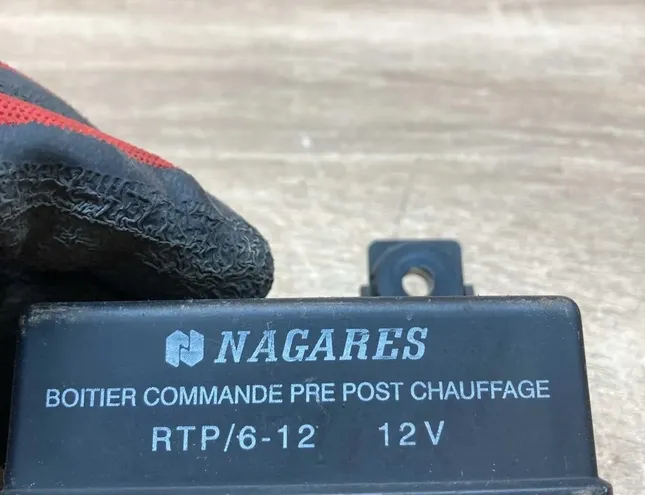 NAGARES
BOITIER COMMANDE PRE POST CHAUFFAGE
RTP/6-12 12V